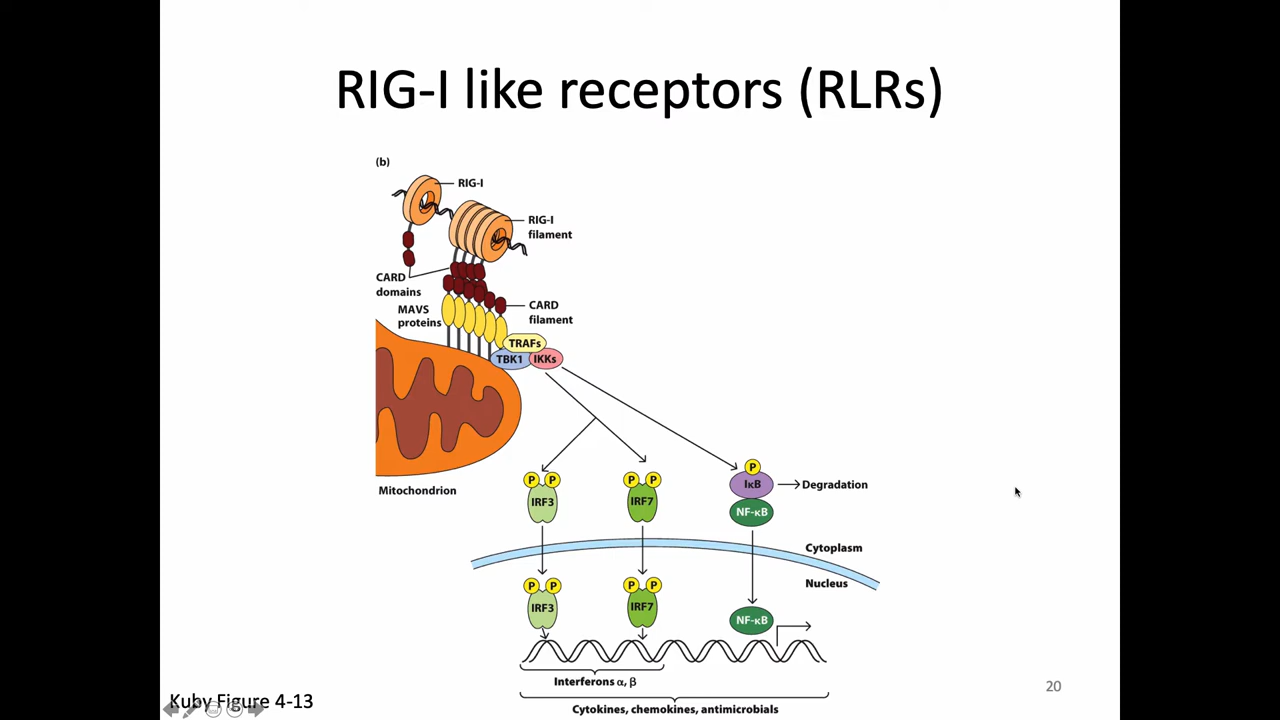 RIG-I like receptors (RLRs)
(b)
RIG-I
RIG-I
filament
CARD
domains
MAVS
proteins
CARD
filament
TRAFs
TBK1
IKKs
Mitochondrion
P
P
IRF3
P
P
IRF7
P
IκB
Degradation
NF-κB
Cytoplasm
Nucleus
P
P
IRF3
P
P
IRF7
NF-κB
Interferons α, β
Cytokines, chemokines, antimicrobials
Kuby Figure 4-13
20